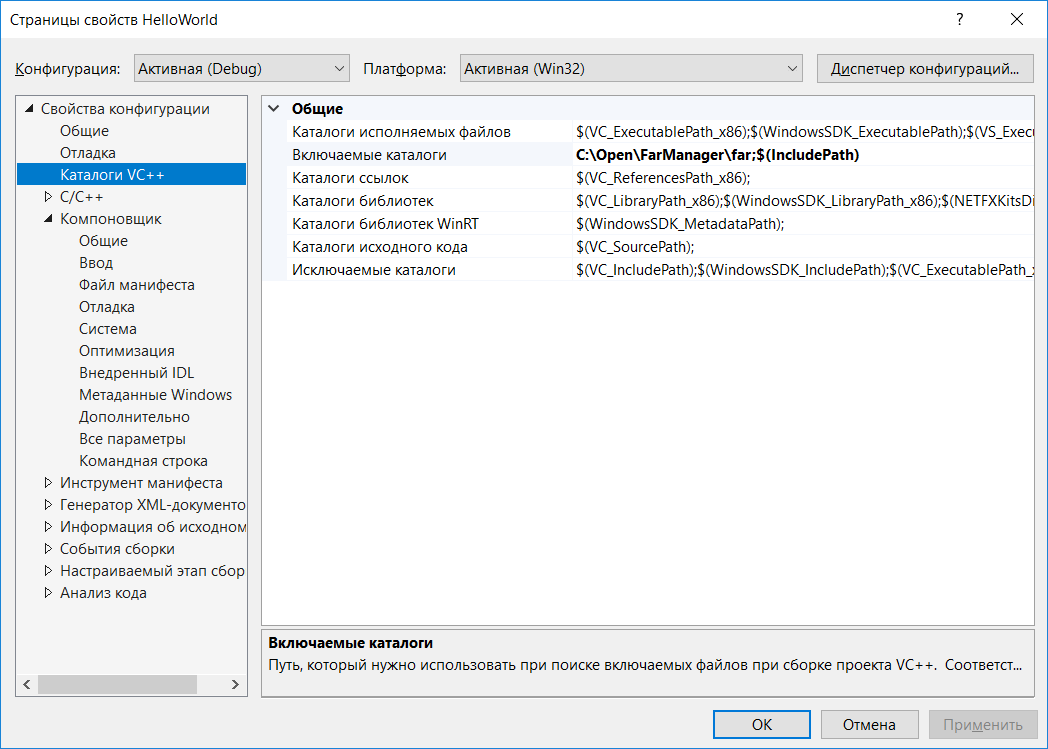 Страницы свойств HelloWorld
?
Конфигурация: Активная (Debug) Платформа: Активная (Win32) Диспетчер конфигураций...
Свойства конфигурации
Общие
Отладка
Каталоги VC++
C/C++
Компоновщик
Общие
Ввод
Файл манифеста
Отладка
Система
Оптимизация
Внедренный IDL
Метаданные Windows
Дополнительно
Все параметры
Командная строка
Инструмент манифеста
Генератор XML-документо
Информация об исходном
События сборки
Настраиваемый этап сбор
Анализ кода
Общие
Каталоги исполняемых файлов $(VC_ExecutablePath_x86);$(WindowsSDK_ExecutablePath);$(VS_Execu
Включаемые каталоги C:\Open\FarManager\far;$(IncludePath)
Каталоги ссылок $(VC_ReferencesPath_x86);
Каталоги библиотек $(VC_LibraryPath_x86);$(WindowsSDK_LibraryPath_x86);$(NETFXKitsDi
Каталоги библиотек WinRT $(WindowsSDK_MetadataPath);
Каталоги исходного кода $(VC_SourcePath);
Исключаемые каталоги $(VC_IncludePath);$(WindowsSDK_IncludePath);$(VC_ExecutablePath_x
Включаемые каталоги
Путь, который нужно использовать при поиске включаемых файлов при сборке проекта VC++. Соответст...
ОК Отмена Применить